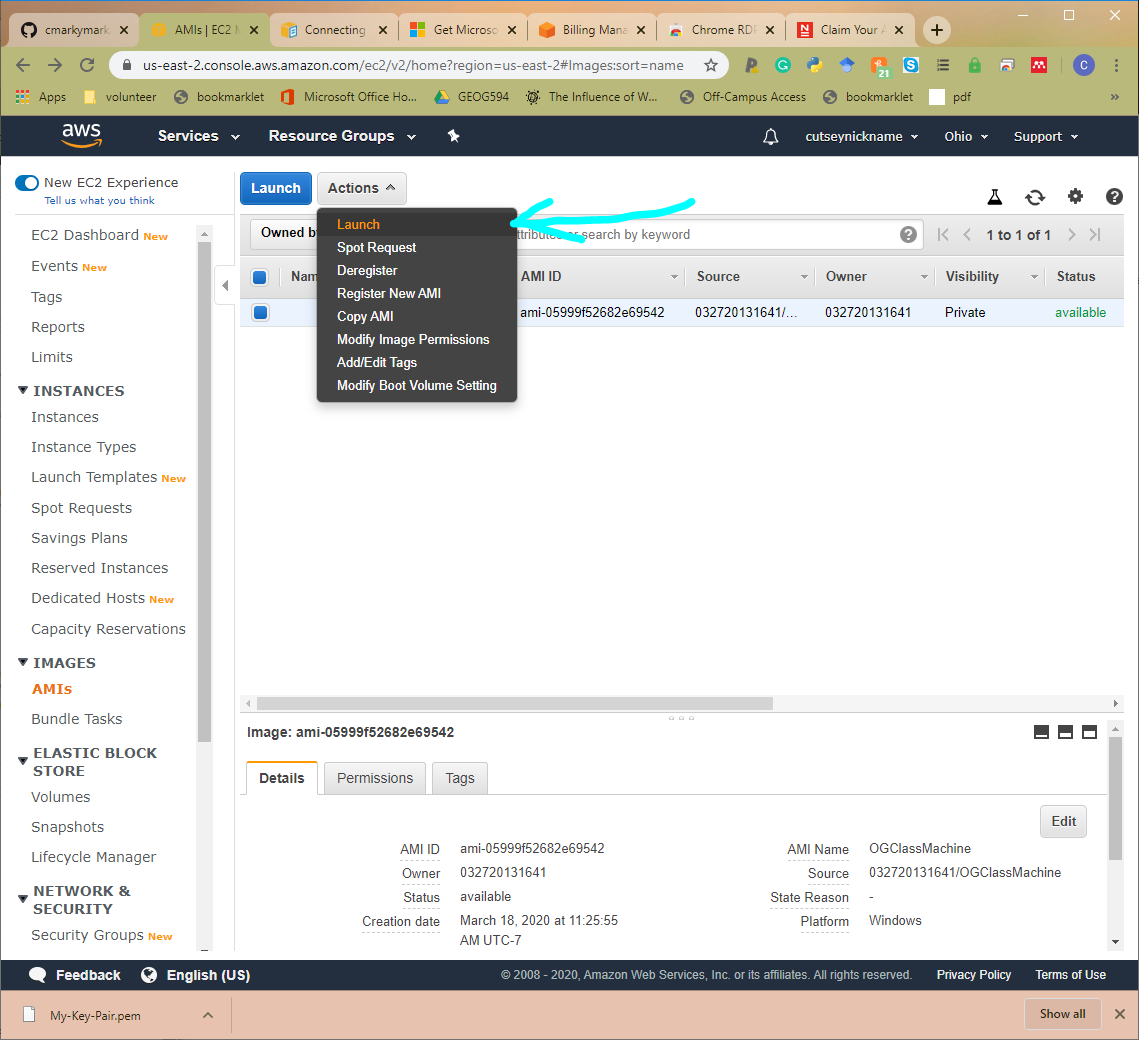 cmarkymark
AMIs | EC2 M
Connecting
Get Microso
Billing Mana
Chrome RDP
Claim Your A
us-east-2.console.aws.amazon.com/ec2/v2/home?region=us-east-2#Images:sort=name
21
C
Apps
volunteer
bookmarklet
Microsoft Office Ho...
GEOG594
The Influence of W...
Off-Campus Access
bookmarklet
pdf
»
aws
Services
Resource Groups
cutseynickname
Ohio
Support
New EC2 Experience
Tell us what you think
EC2 Dashboard New
Events New
Tags
Reports
Limits
INSTANCES
Instances
Instance Types
Launch Templates New
Spot Requests
Savings Plans
Reserved Instances
Dedicated Hosts New
Capacity Reservations
IMAGES
AMIs
Bundle Tasks
ELASTIC BLOCK
STORE
Volumes
Snapshots
Lifecycle Manager
NETWORK &
SECURITY
Security Groups New
Launch
Actions
Launch
Spot Request
Deregister
Register New AMI
Copy AMI
Modify Image Permissions
Add/Edit Tags
Modify Boot Volume Setting
Owned b
ttributes or search by keyword
1 to 1 of 1
Nam
AMI ID
Source
Owner
Visibility
Status
ami-05999f52682e69542
032720131641/...
032720131641
Private
available
Image: ami-05999f52682e69542
Details
Permissions
Tags
Edit
AMI ID
ami-05999f52682e69542
AMI Name
OGClassMachine
Owner
032720131641
Source
032720131641/OGClassMachine
Status
available
State Reason
-
Creation date
March 18, 2020 at 11:25:55
AM UTC-7
Platform
Windows
Feedback
English (US)
© 2008 - 2020, Amazon Web Services, Inc. or its affiliates. All rights reserved.
Privacy Policy
Terms of Use
My-Key-Pair.pem
Show all